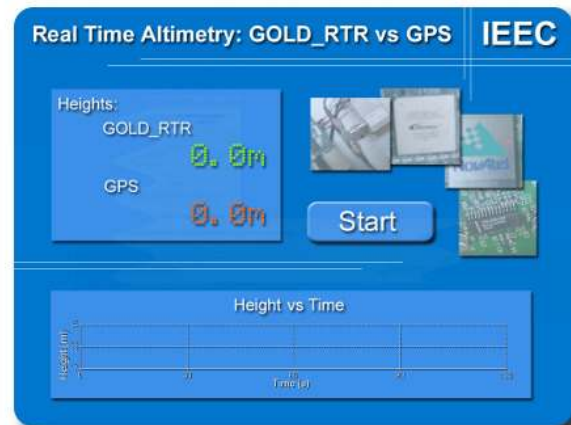 Real Time Altimetry: GOLD_RTR vs GPS
IEEC
Heights:
GOLD_RTR
0.0m
GPS
0.0m
NovAtel
Start
Height vs Time
Height (m)
Time (s)